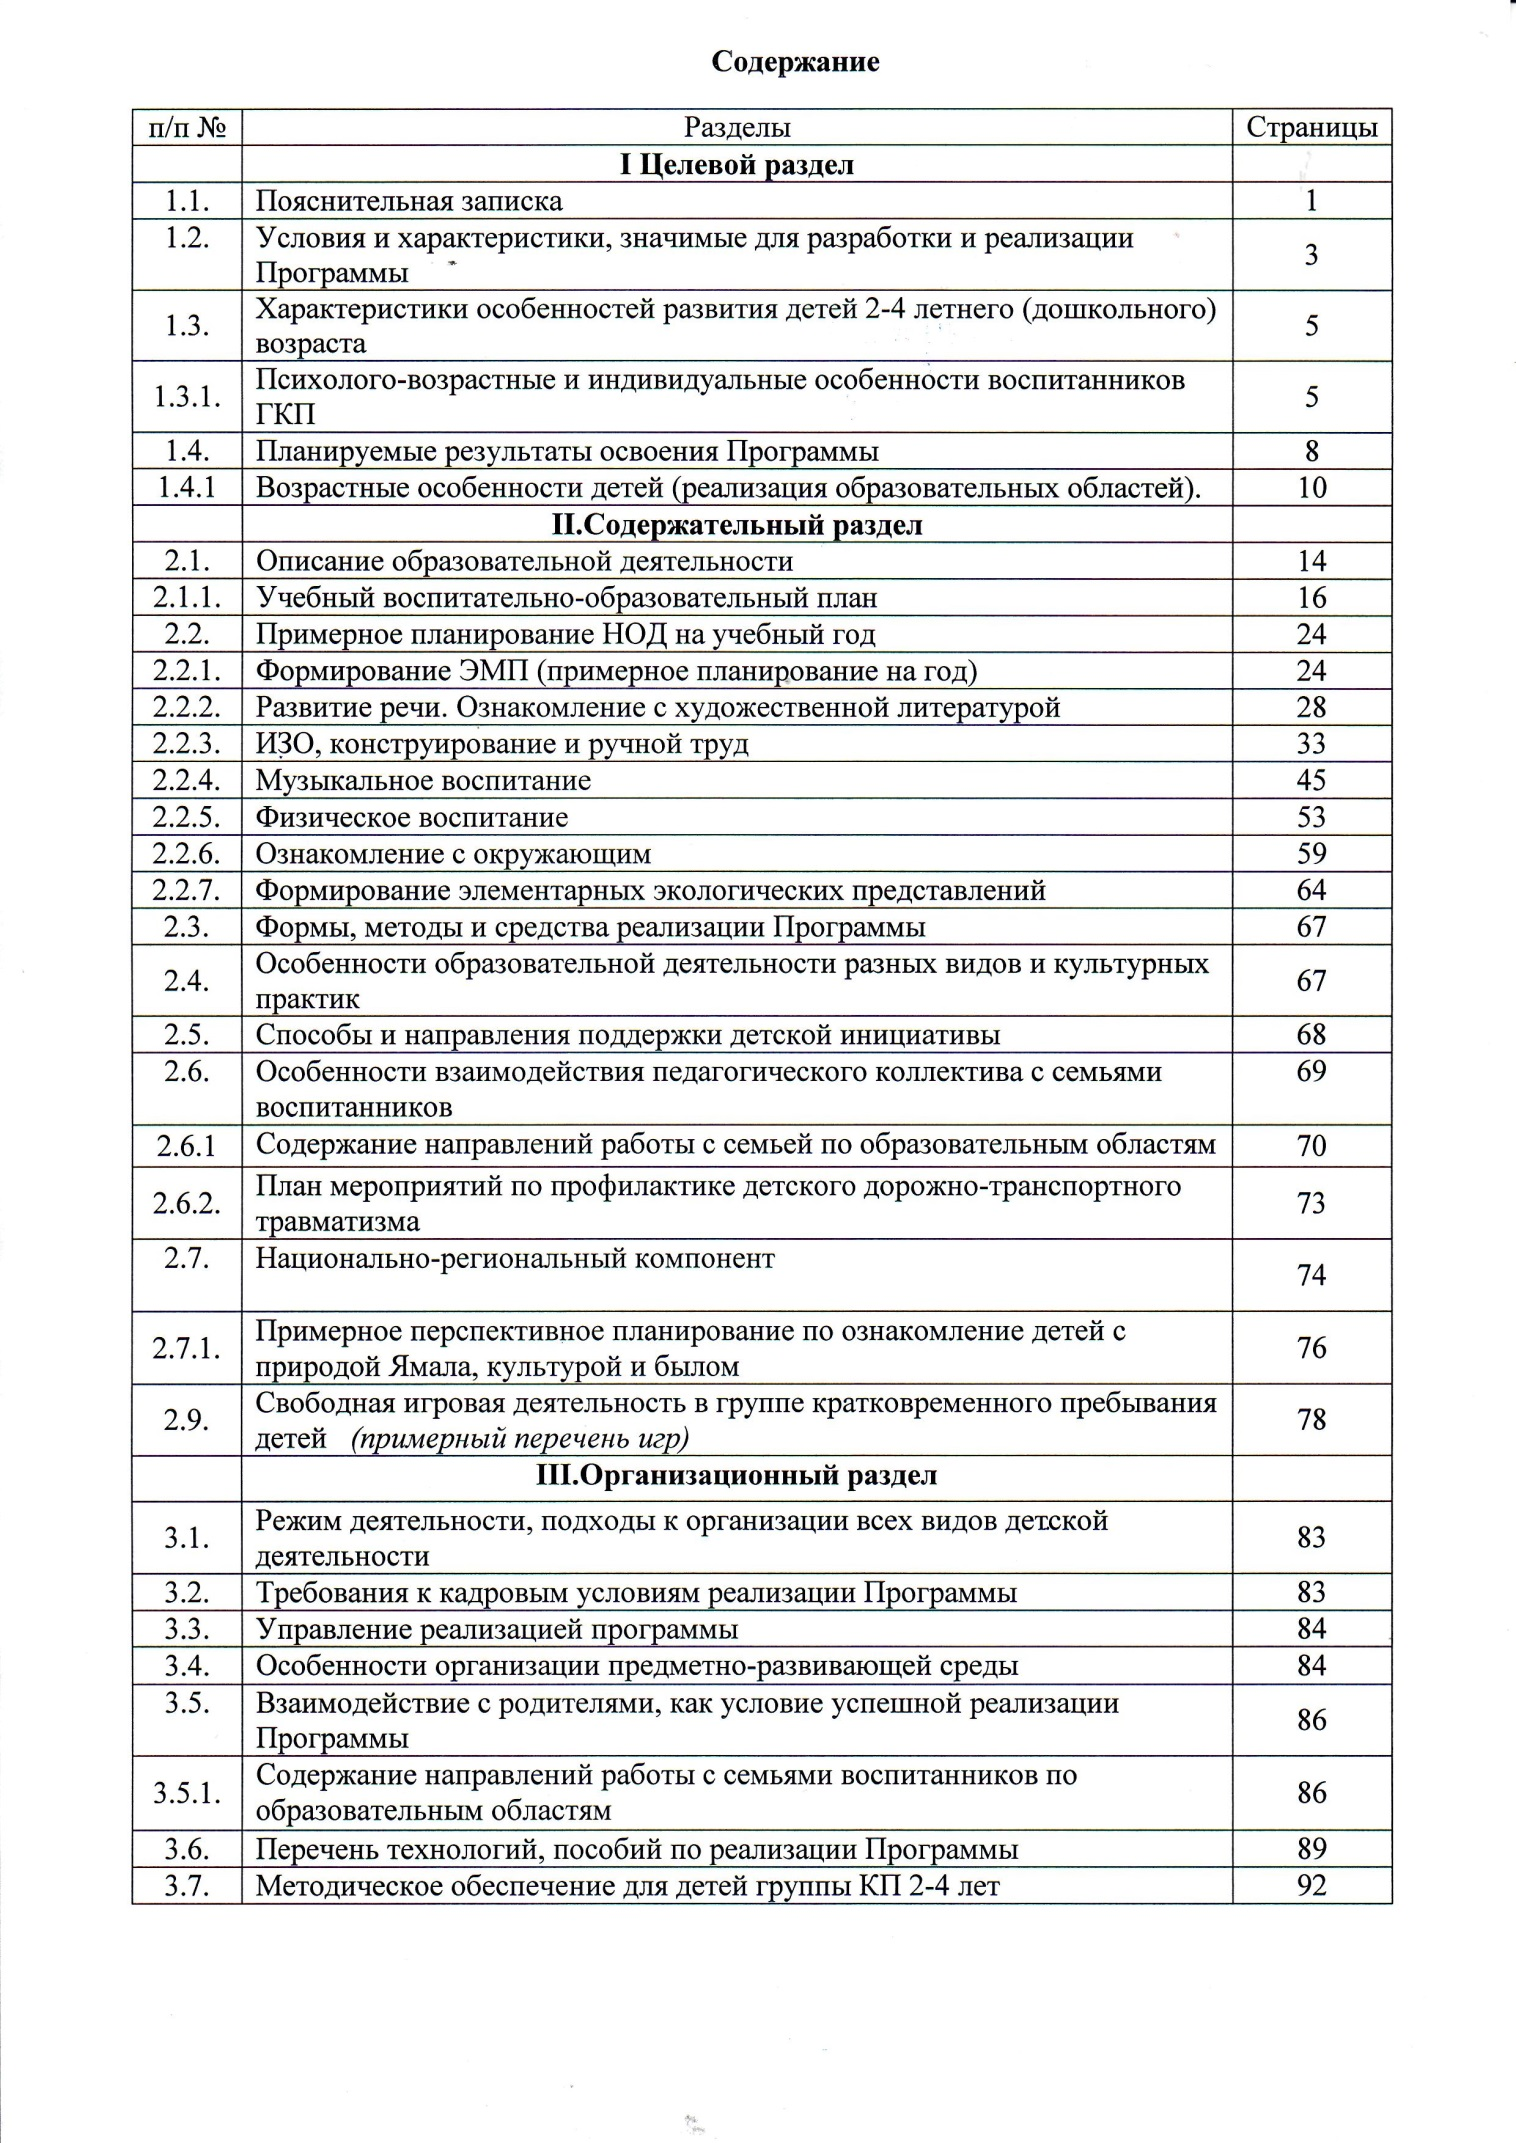 Содержание
п/п № Разделы Страницы
I Целевой раздел
1.1. Пояснительная записка 1
1.2. Условия и характеристики, значимые для разработки и реализации
Программы 3
1.3. Характеристики особенностей развития детей 2-4 летнего (дошкольного)
возраста 5
1.3.1. Психолого-возрастные и индивидуальные особенности воспитанников
ГКП 5
1.4. Планируемые результаты освоения Программы 8
1.4.1 Возрастные особенности детей (реализация образовательных областей). 10
II.Содержательный раздел
2.1. Описание образовательной деятельности 14
2.1.1. Учебный воспитательно-образовательный план 16
2.2. Примерное планирование НОД на учебный год 24
2.2.1. Формирование ЭМП (примерное планирование на год) 24
2.2.2. Развитие речи. Ознакомление с художественной литературой 28
2.2.3. ИЗО, конструирование и ручной труд 33
2.2.4. Музыкальное воспитание 45
2.2.5. Физическое воспитание 53
2.2.6. Ознакомление с окружающим 59
2.2.7. Формирование элементарных экологических представлений 64
2.3. Формы, методы и средства реализации Программы 67
2.4. Особенности образовательной деятельности разных видов и культурных
практик 67
2.5. Способы и направления поддержки детской инициативы 68
2.6. Особенности взаимодействия педагогического коллектива с семьями 69
воспитанников
2.6.1 Содержание направлений работы с семьей по образовательным областям 70
2.6.2. План мероприятий по профилактике детского дорожно-транспортного
травматизма 73
2.7. Национально-региональный компонент 74
2.7.1. Примерное перспективное планирование по ознакомление детей с
природой Ямала, культурой и былом 76
2.9. Свободная игровая деятельность в группе кратковременного пребывания
детей (примерный перечень игр) 78
III.Организационный раздел
3.1. Режим деятельности, подходы к организации всех видов детской
деятельности 83
3.2. Требования к кадровым условиям реализации Программы 83
3.3. Управление реализацией программы 84
3.4. Особенности организации предметно-развивающей среды 84
3.5. Взаимодействие с родителями, как условие успешной реализации
Программы 86
3.5.1. Содержание направлений работы с семьями воспитанников по
образовательным областям 86
3.6. Перечень технологий, пособий по реализации Программы 89
3.7. Методическое обеспечение для детей группы КП 2-4 лет 92